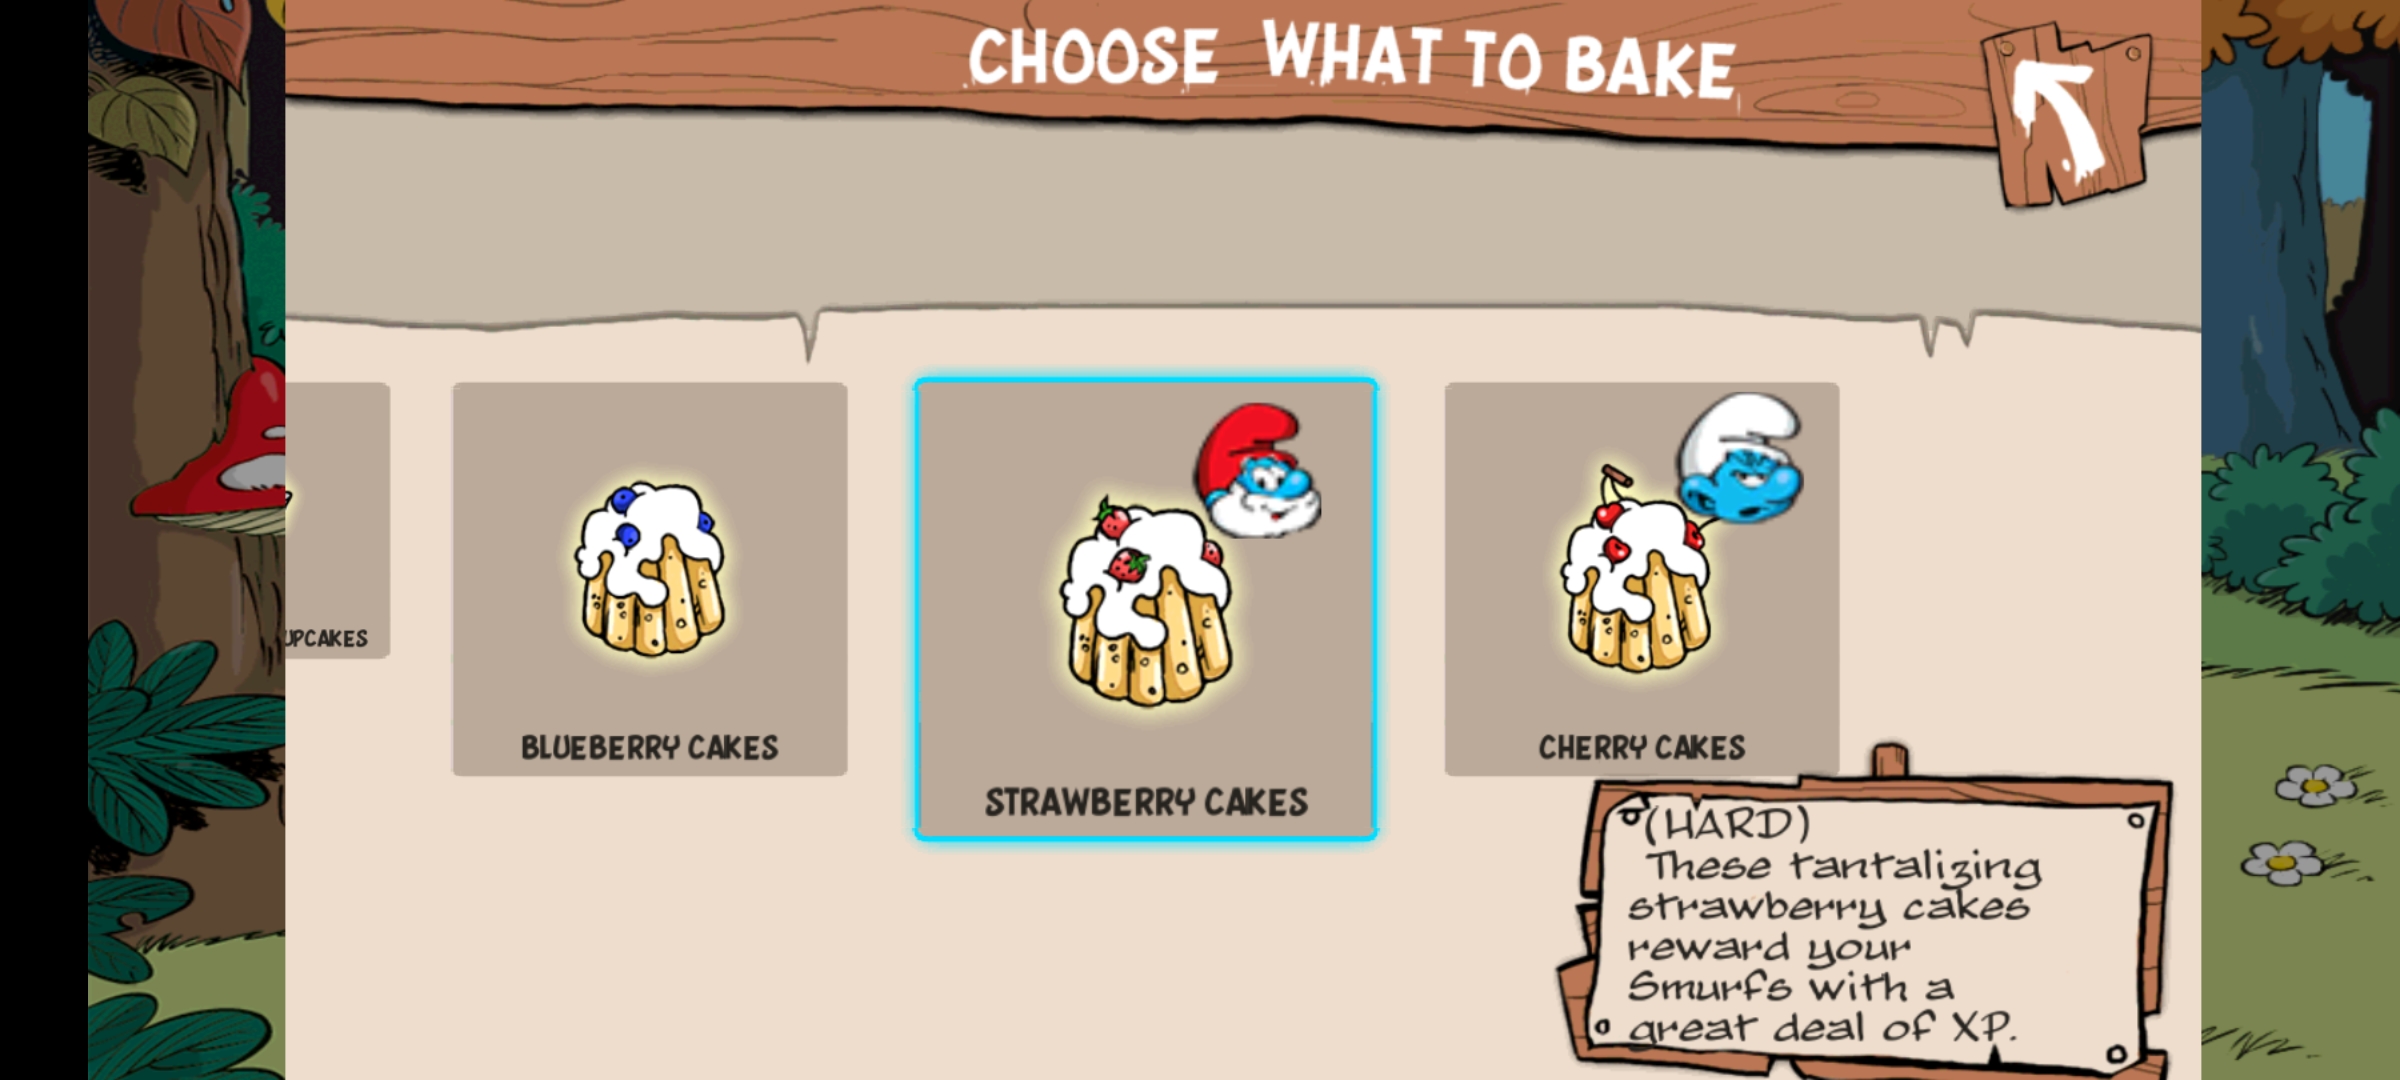 CHOOSE WHAT TO BAKE
UPCAKES
BLUEBERRY CAKES
STRAWBERRY CAKES
CHERRY CAKES
(HARD)
These tantalizing
strawberry cakes
reward your
Smurfs with a
great deal of XP.